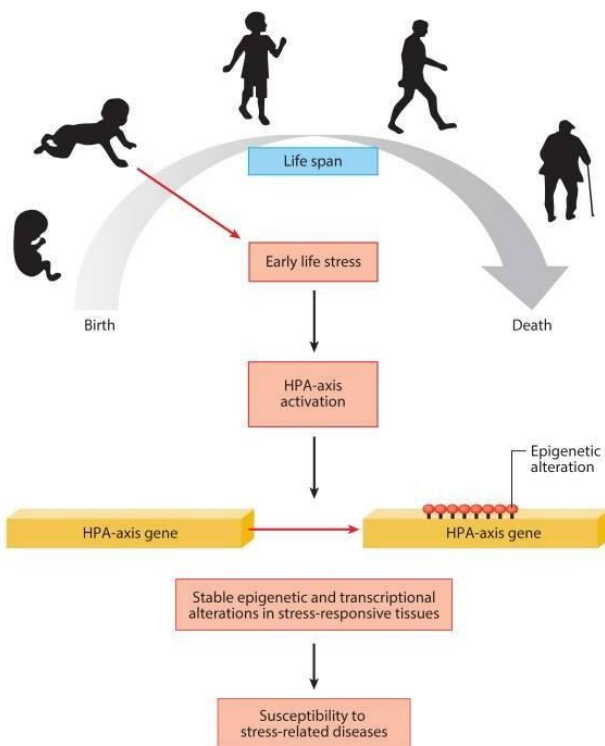 Life span
Early life stress
Birth
Death
HPA-axis
activation
Epigenetic
alteration
HPA-axis gene
HPA-axis gene
Stable epigenetic and transcriptional
alterations in stress-responsive tissues
Susceptibility to
stress-related diseases